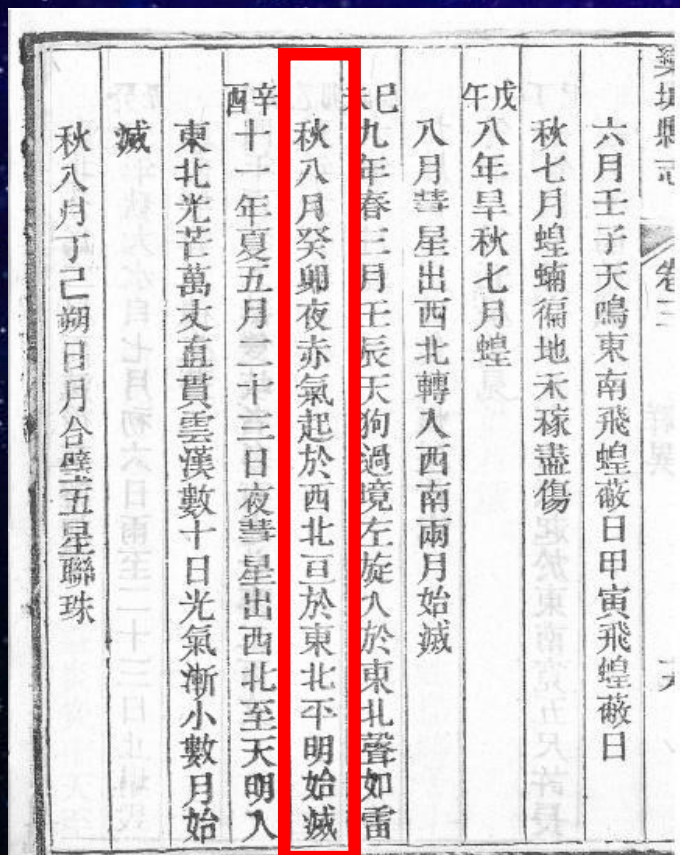 縣志
卷三
六月壬子天鳴東南飛蝗蔽日甲寅飛蝗蔽日
秋七月蝗蝻徧地禾稼盡傷
戊午八年旱秋七月蝗
八月彗星出西北轉入西南兩月始滅
己未九年春三月壬辰天狗過境左旋入於東北聲如雷
秋八月癸卯夜赤氣起於西北亘於東北平明始滅
辛酉十一年夏五月二十三日夜彗星出西北至天明入
東北光芒萬丈直貫雲漢數十日光氣漸小數月始
滅
秋八月丁巳朔日月合璧五星聯珠